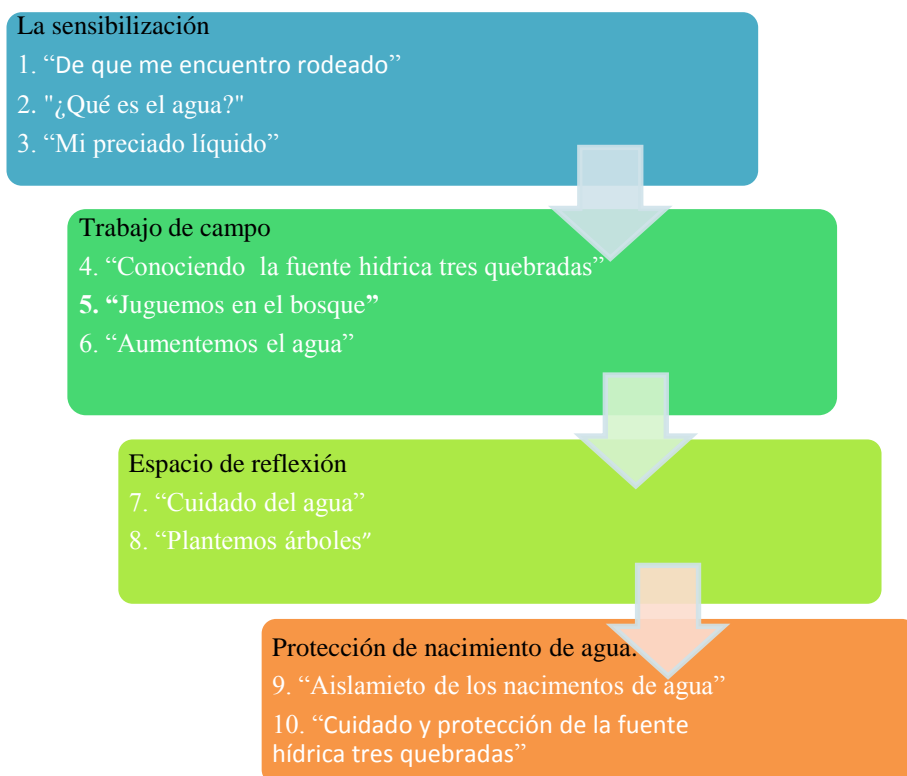 La sensibilización
1. “De que me encuentro rodeado”
2. "¿Qué es el agua?"
3. “Mi preciado líquido”
Trabajo de campo
4. “Conociendo  la fuente hidrica tres quebradas”
5. “Juguemos en el bosque”
6. “Aumentemos el agua”
Espacio de reflexión
7. “Cuidado del agua”
8. “Plantemos árboles”
Protección de nacimiento de agua.
9. “Aislamieto de los nacimentos de agua”
10. “Cuidado y protección de la fuente
hídrica tres quebradas”